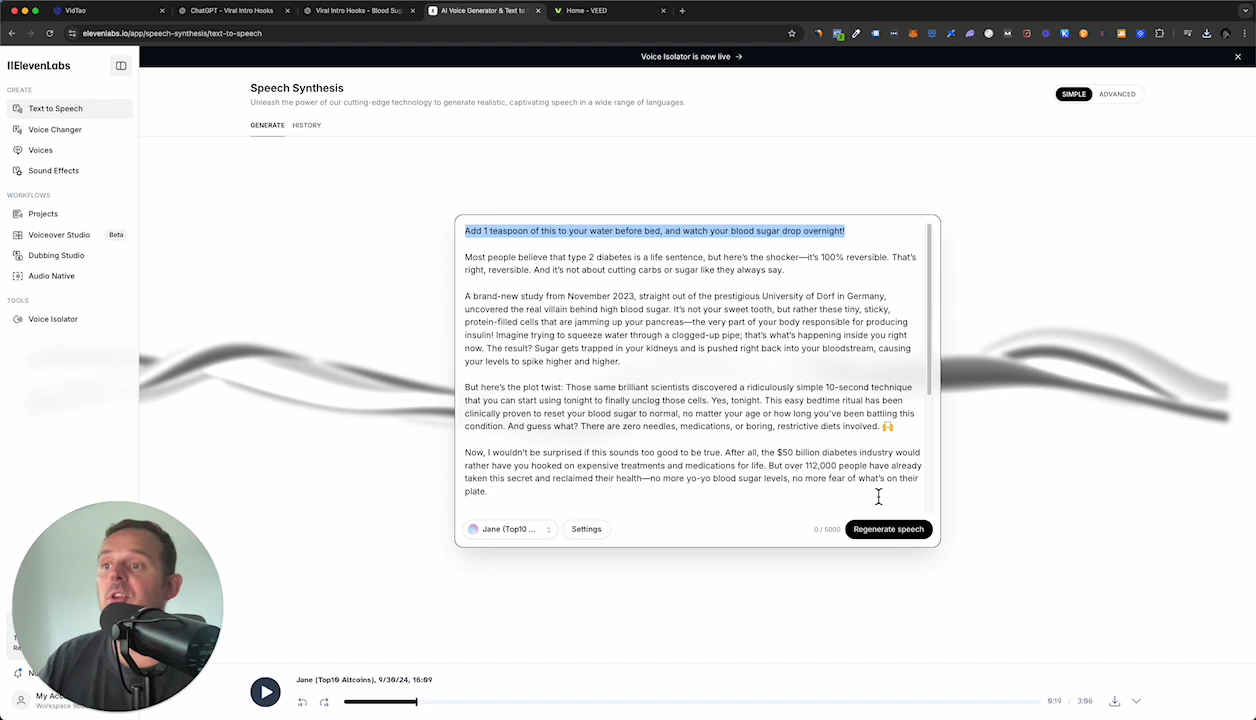 VidTao
ChatGPT - Viral Intro Hooks
Viral Intro Hooks - Blood Sug
AI Voice Generator & Text to
Home - VEED
elevenlabs.io/app/speech-synthesis/text-to-speech
Voice Isolator is now live
IIElevenLabs
CREATE
Text to Speech
Voice Changer
Voices
Sound Effects
WORKFLOWS
Projects
Voiceover Studio Beta
Dubbing Studio
Audio Native
TOOLS
Voice Isolator
Speech Synthesis
Unleash the power of our cutting-edge technology to generate realistic, captivating speech in a wide range of languages.
SIMPLE ADVANCED
GENERATE HISTORY
Add 1 teaspoon of this to your water before bed, and watch your blood sugar drop overnight!
Most people believe that type 2 diabetes is a life sentence, but here's the shocker—it's 100% reversible. That's
right, reversible. And it's not about cutting carbs or sugar like they always say.
A brand-new study from November 2023, straight out of the prestigious University of Dorf in Germany,
uncovered the real villain behind high blood sugar. It's not your sweet tooth, but rather these tiny, sticky,
protein-filled cells that are jamming up your pancreas—the very part of your body responsible for producing
insulin! Imagine trying to squeeze water through a clogged-up pipe; that's what's happening inside you right
now. The result? Sugar gets trapped in your kidneys and is pushed right back into your bloodstream, causing
your levels to spike higher and higher.
But here's the plot twist: Those same brilliant scientists discovered a ridiculously simple 10-second technique
that you can start using tonight to finally unclog those cells. Yes, tonight. This easy bedtime ritual has been
clinically proven to reset your blood sugar to normal, no matter your age or how long you've been battling this
condition. And guess what? There are zero needles, medications, or boring, restrictive diets involved. 🙌
Now, I wouldn't be surprised if this sounds too good to be true. After all, the $50 billion diabetes industry would
rather have you hooked on expensive treatments and medications for life. But over 112,000 people have already
taken this secret and reclaimed their health—no more yo-yo blood sugar levels, no more fear of what's on their
plate.
Jane (Top10 ...
Settings
0 / 5000
Regenerate speech
My Acc
Workspace
Jane (Top10 Altcoins), 9/30/24, 16:09
0:19 / 3:06